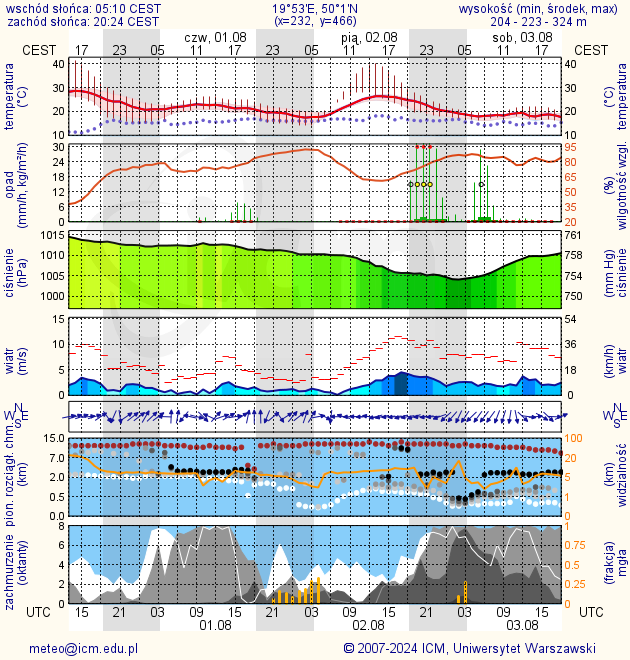 wschód słońca: 05:10 CEST 19°53'E, 50°1'N wysokość (min, środek, max)
zachód słońca: 20:24 CEST (x=232, y=466) 204 - 223 - 324 m
czw, 01.08 pią, 02.08 sob, 03.08
CEST 17 23 05 11 17 23 05 11 17 23 05 11 17 CEST
temperatura (°C) 40 30 20 10 40 30 20 10 (°C) temperatura
opad (mm/h, kg/m²/h) 30 24 18 12 6 0 95 80 65 50 35 20 (%) wilgotność wzgl.
ciśnienie (hPa) 1015 1010 1005 1000 761 758 754 750 (mm Hg) ciśnienie
wiatr (m/s) 15 10 5 0 54 36 18 0 (km/h) wiatr
N W E S N W E S
pion. rozciągł. chm. (km) 15.0 7.0 2.0 0.5 0.0 100 20 5 1 0 (km) widzialność
zachmurzenie (oktanty) 8 6 4 2 0 1 0.75 0.5 0.25 0 (frakcja) mgła
UTC 15 21 03 09 15 21 03 09 15 21 03 09 15 UTC
01.08 02.08 03.08
meteo@icm.edu.pl © 2007-2024 ICM, Uniwersytet Warszawski